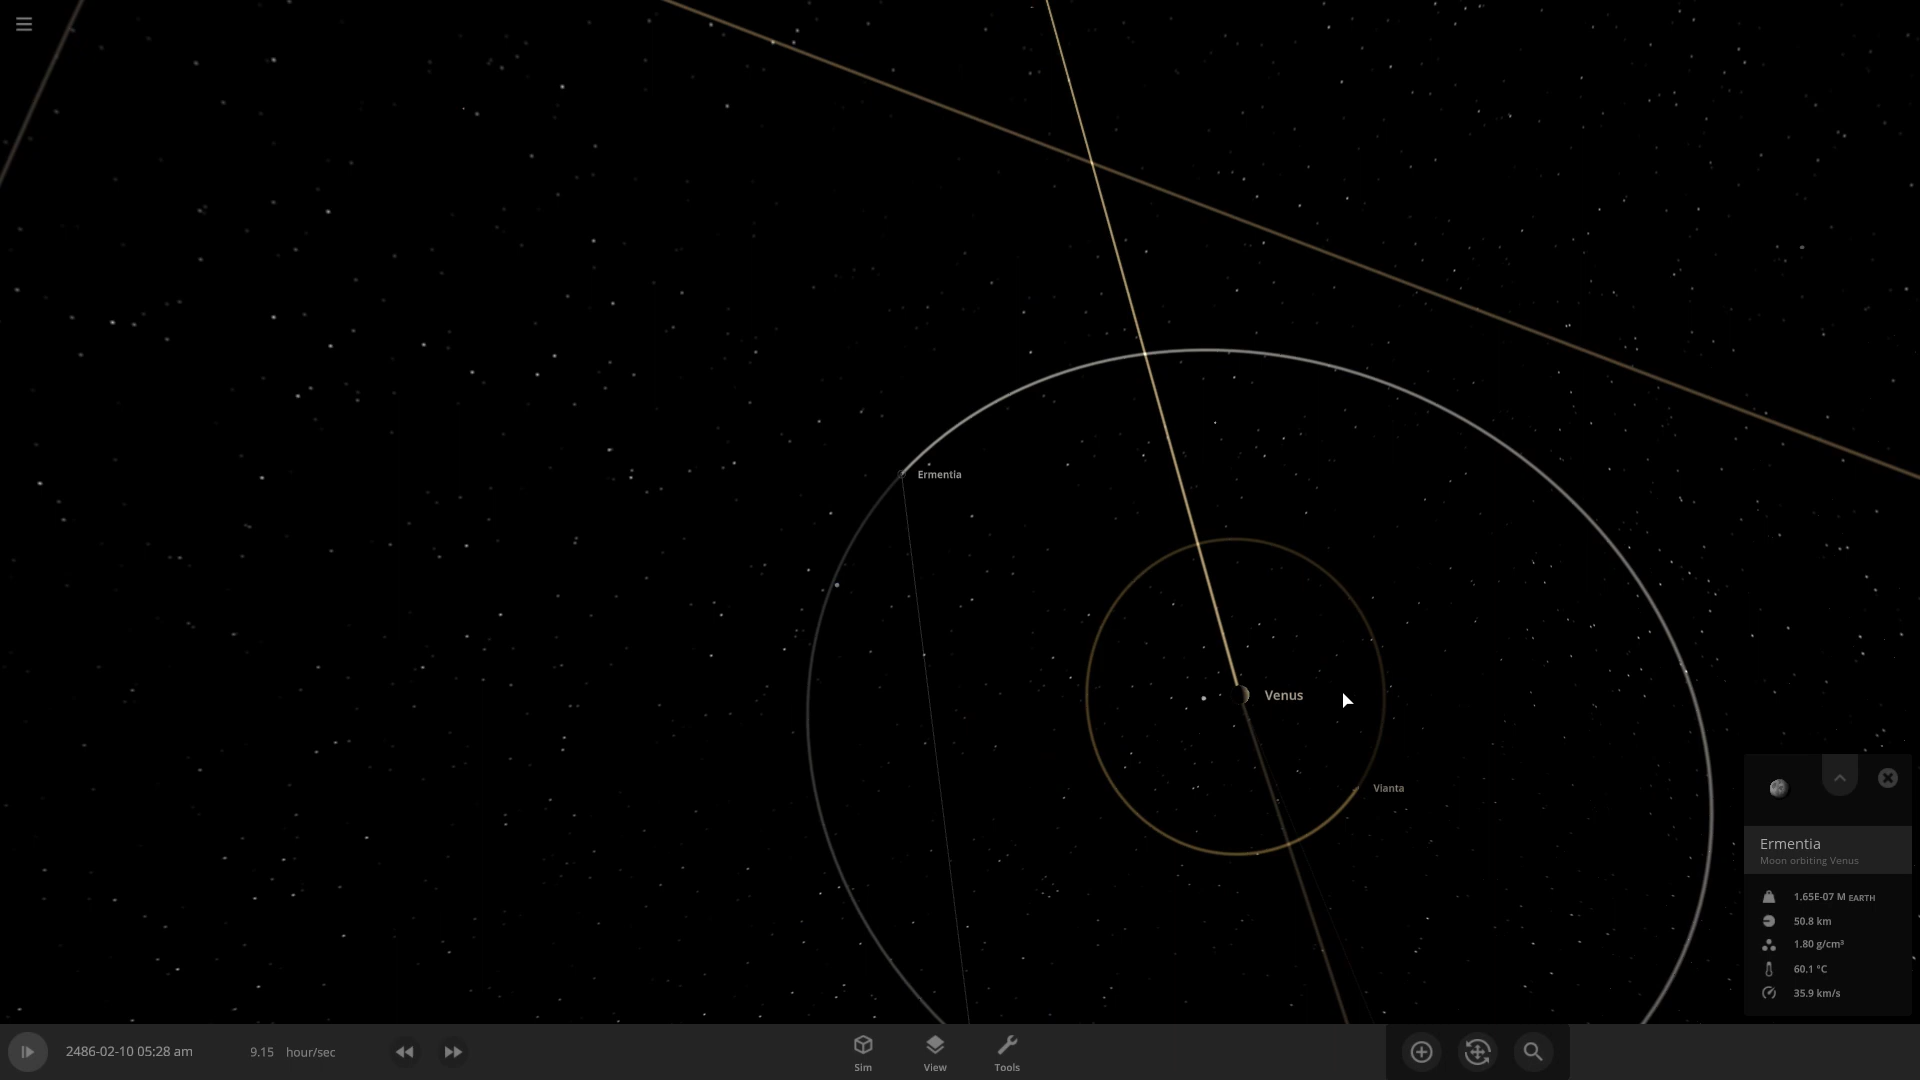 Ermentia
Venus
Vianta
Ermentia
Moon orbiting Venus
1.65E-07 M EARTH
50.8 km
1.80 g/cm³
60.1 °C
35.9 km/s
2486-02-10 05:28 am
9.15 hour/sec
Sim
View
Tools